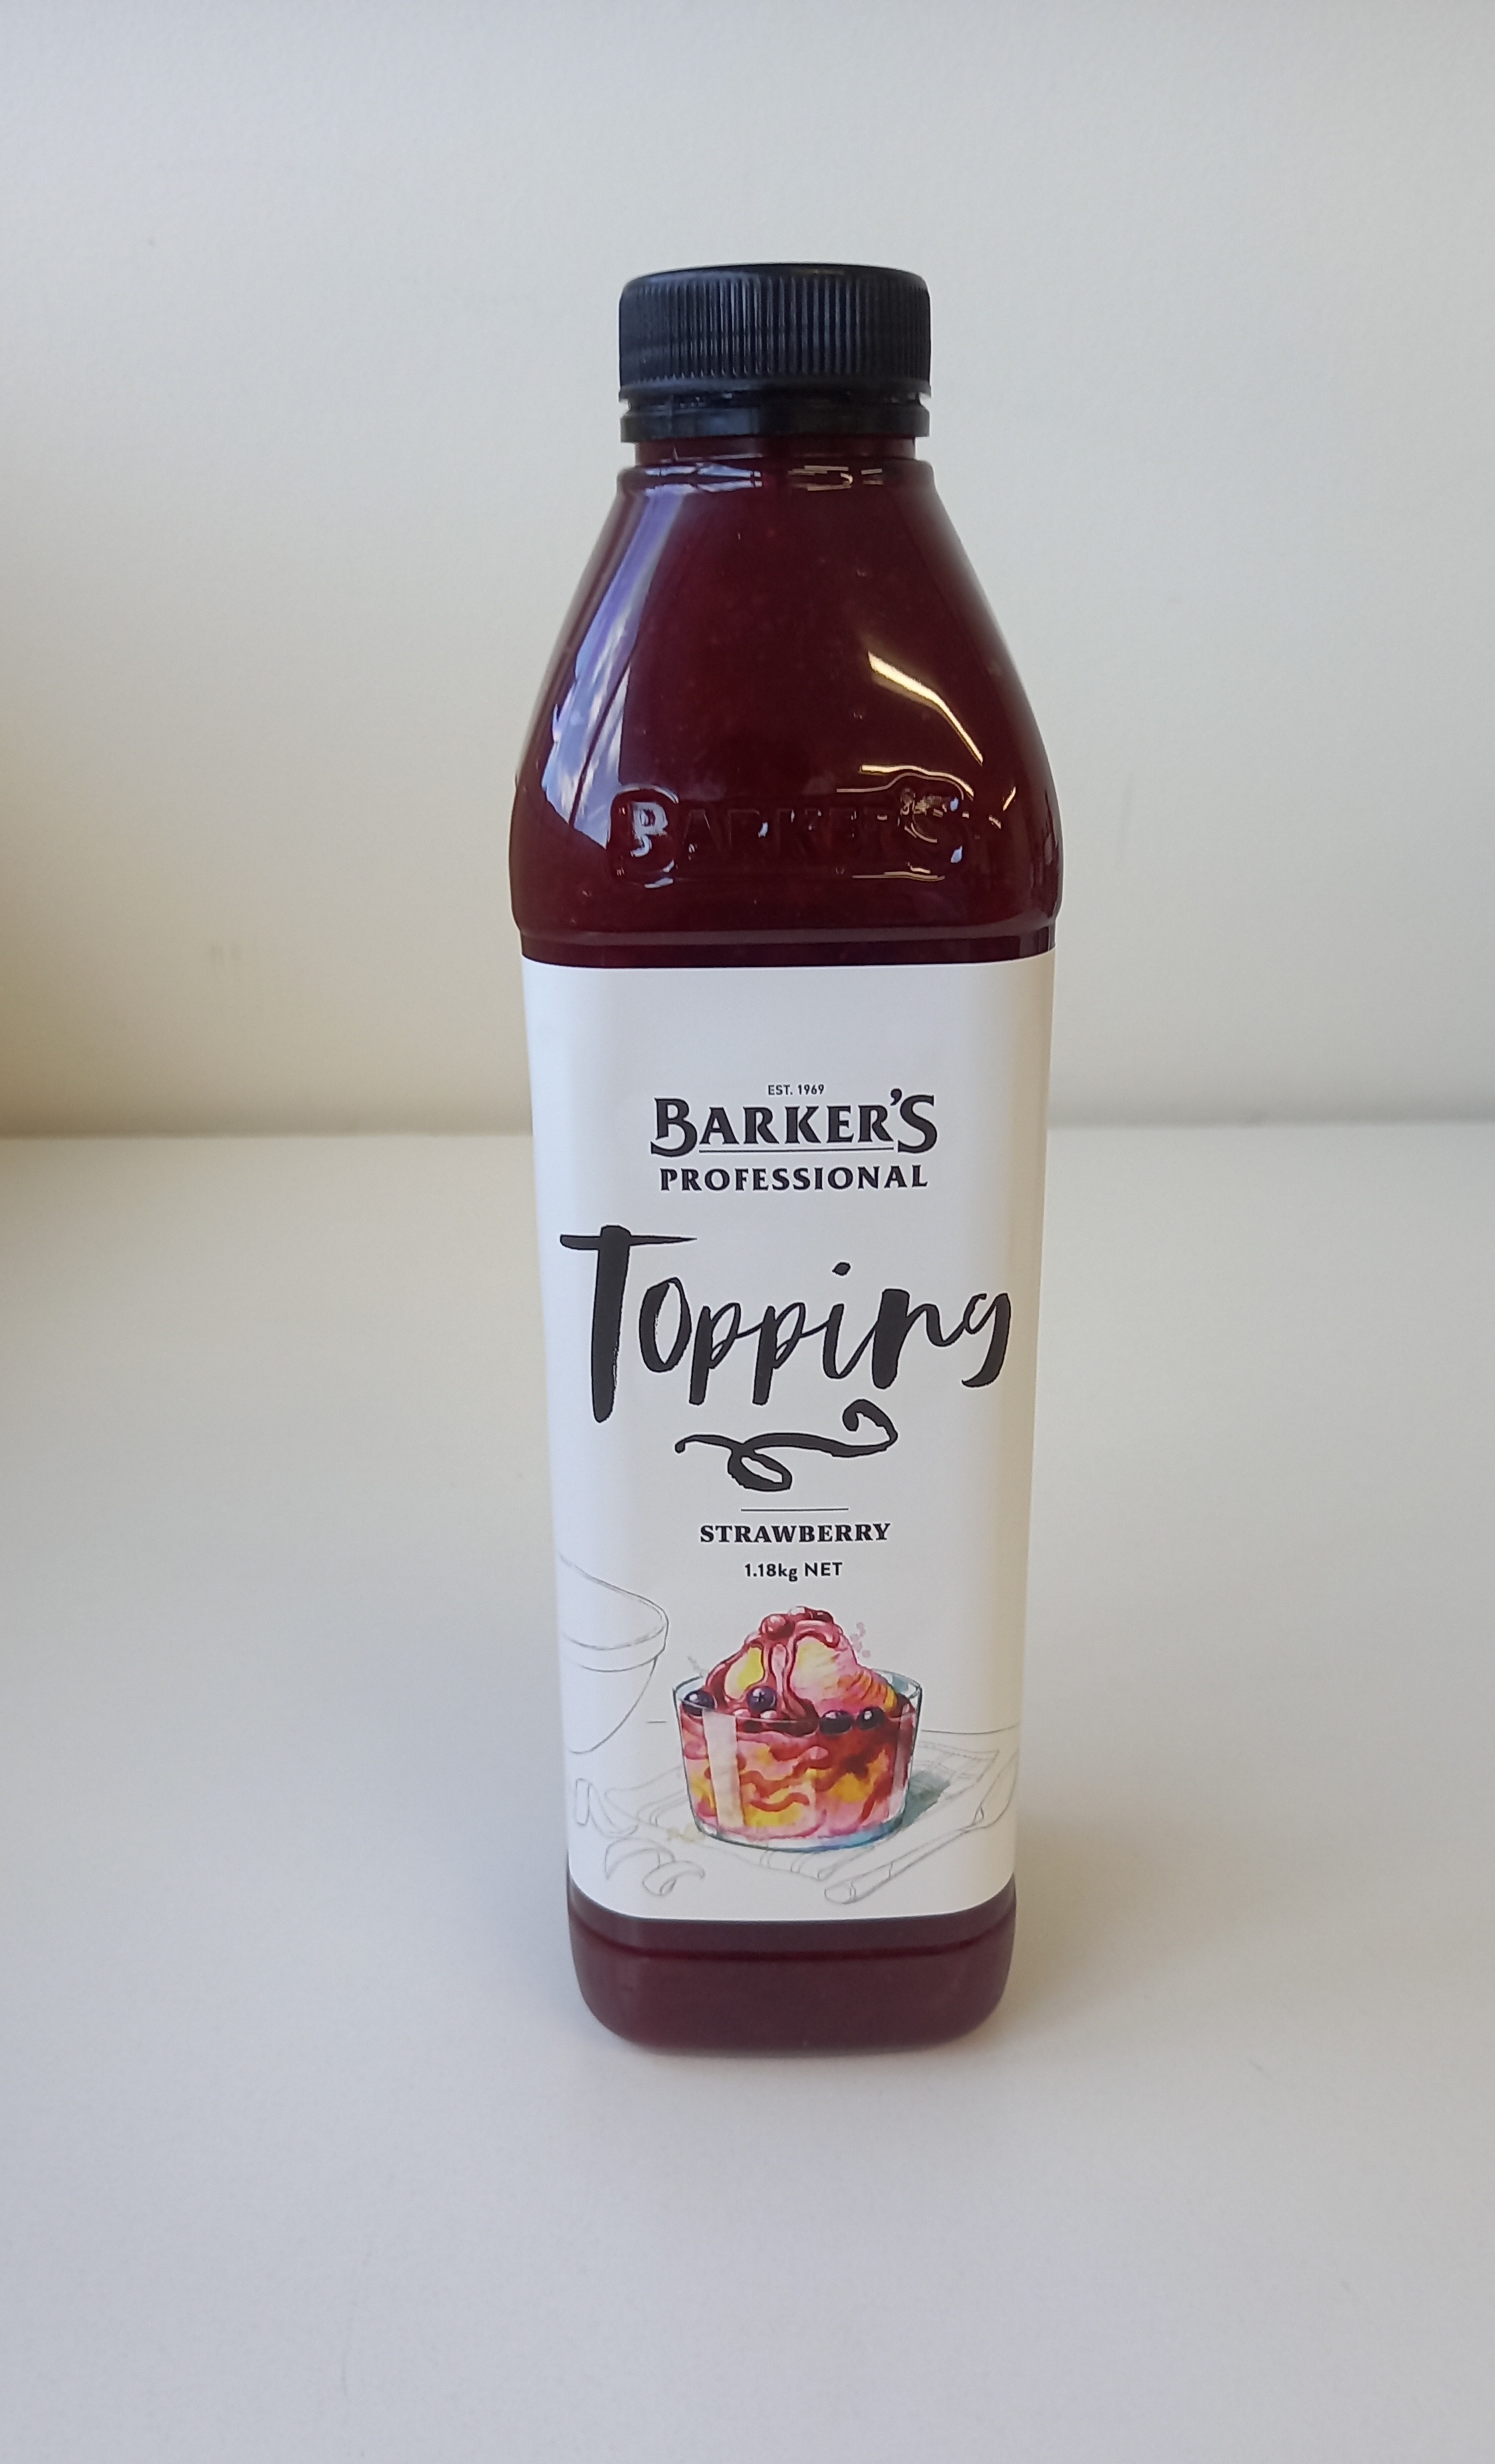 BARKER'S
EST. 1969
BARKER'S
PROFESSIONAL
Topping
STRAWBERRY
1.18kg NET